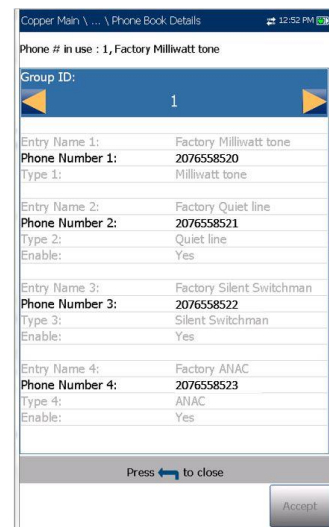 Copper Main \ ... \ Phone Book Details 12:52 PM
Phone # in use : 1, Factory Milliwatt tone
Group ID:
1
Entry Name 1: Factory Milliwatt tone
Phone Number 1: 2076558520
Type 1: Milliwatt tone
Entry Name 2: Factory Quiet line
Phone Number 2: 2076558521
Type 2: Quiet line
Enable: Yes
Entry Name 3: Factory Silent Switchman
Phone Number 3: 2076558522
Type 3: Silent Switchman
Enable: Yes
Entry Name 4: Factory ANAC
Phone Number 4: 2076558523
Type 4: ANAC
Enable: Yes
Press to close
Accept